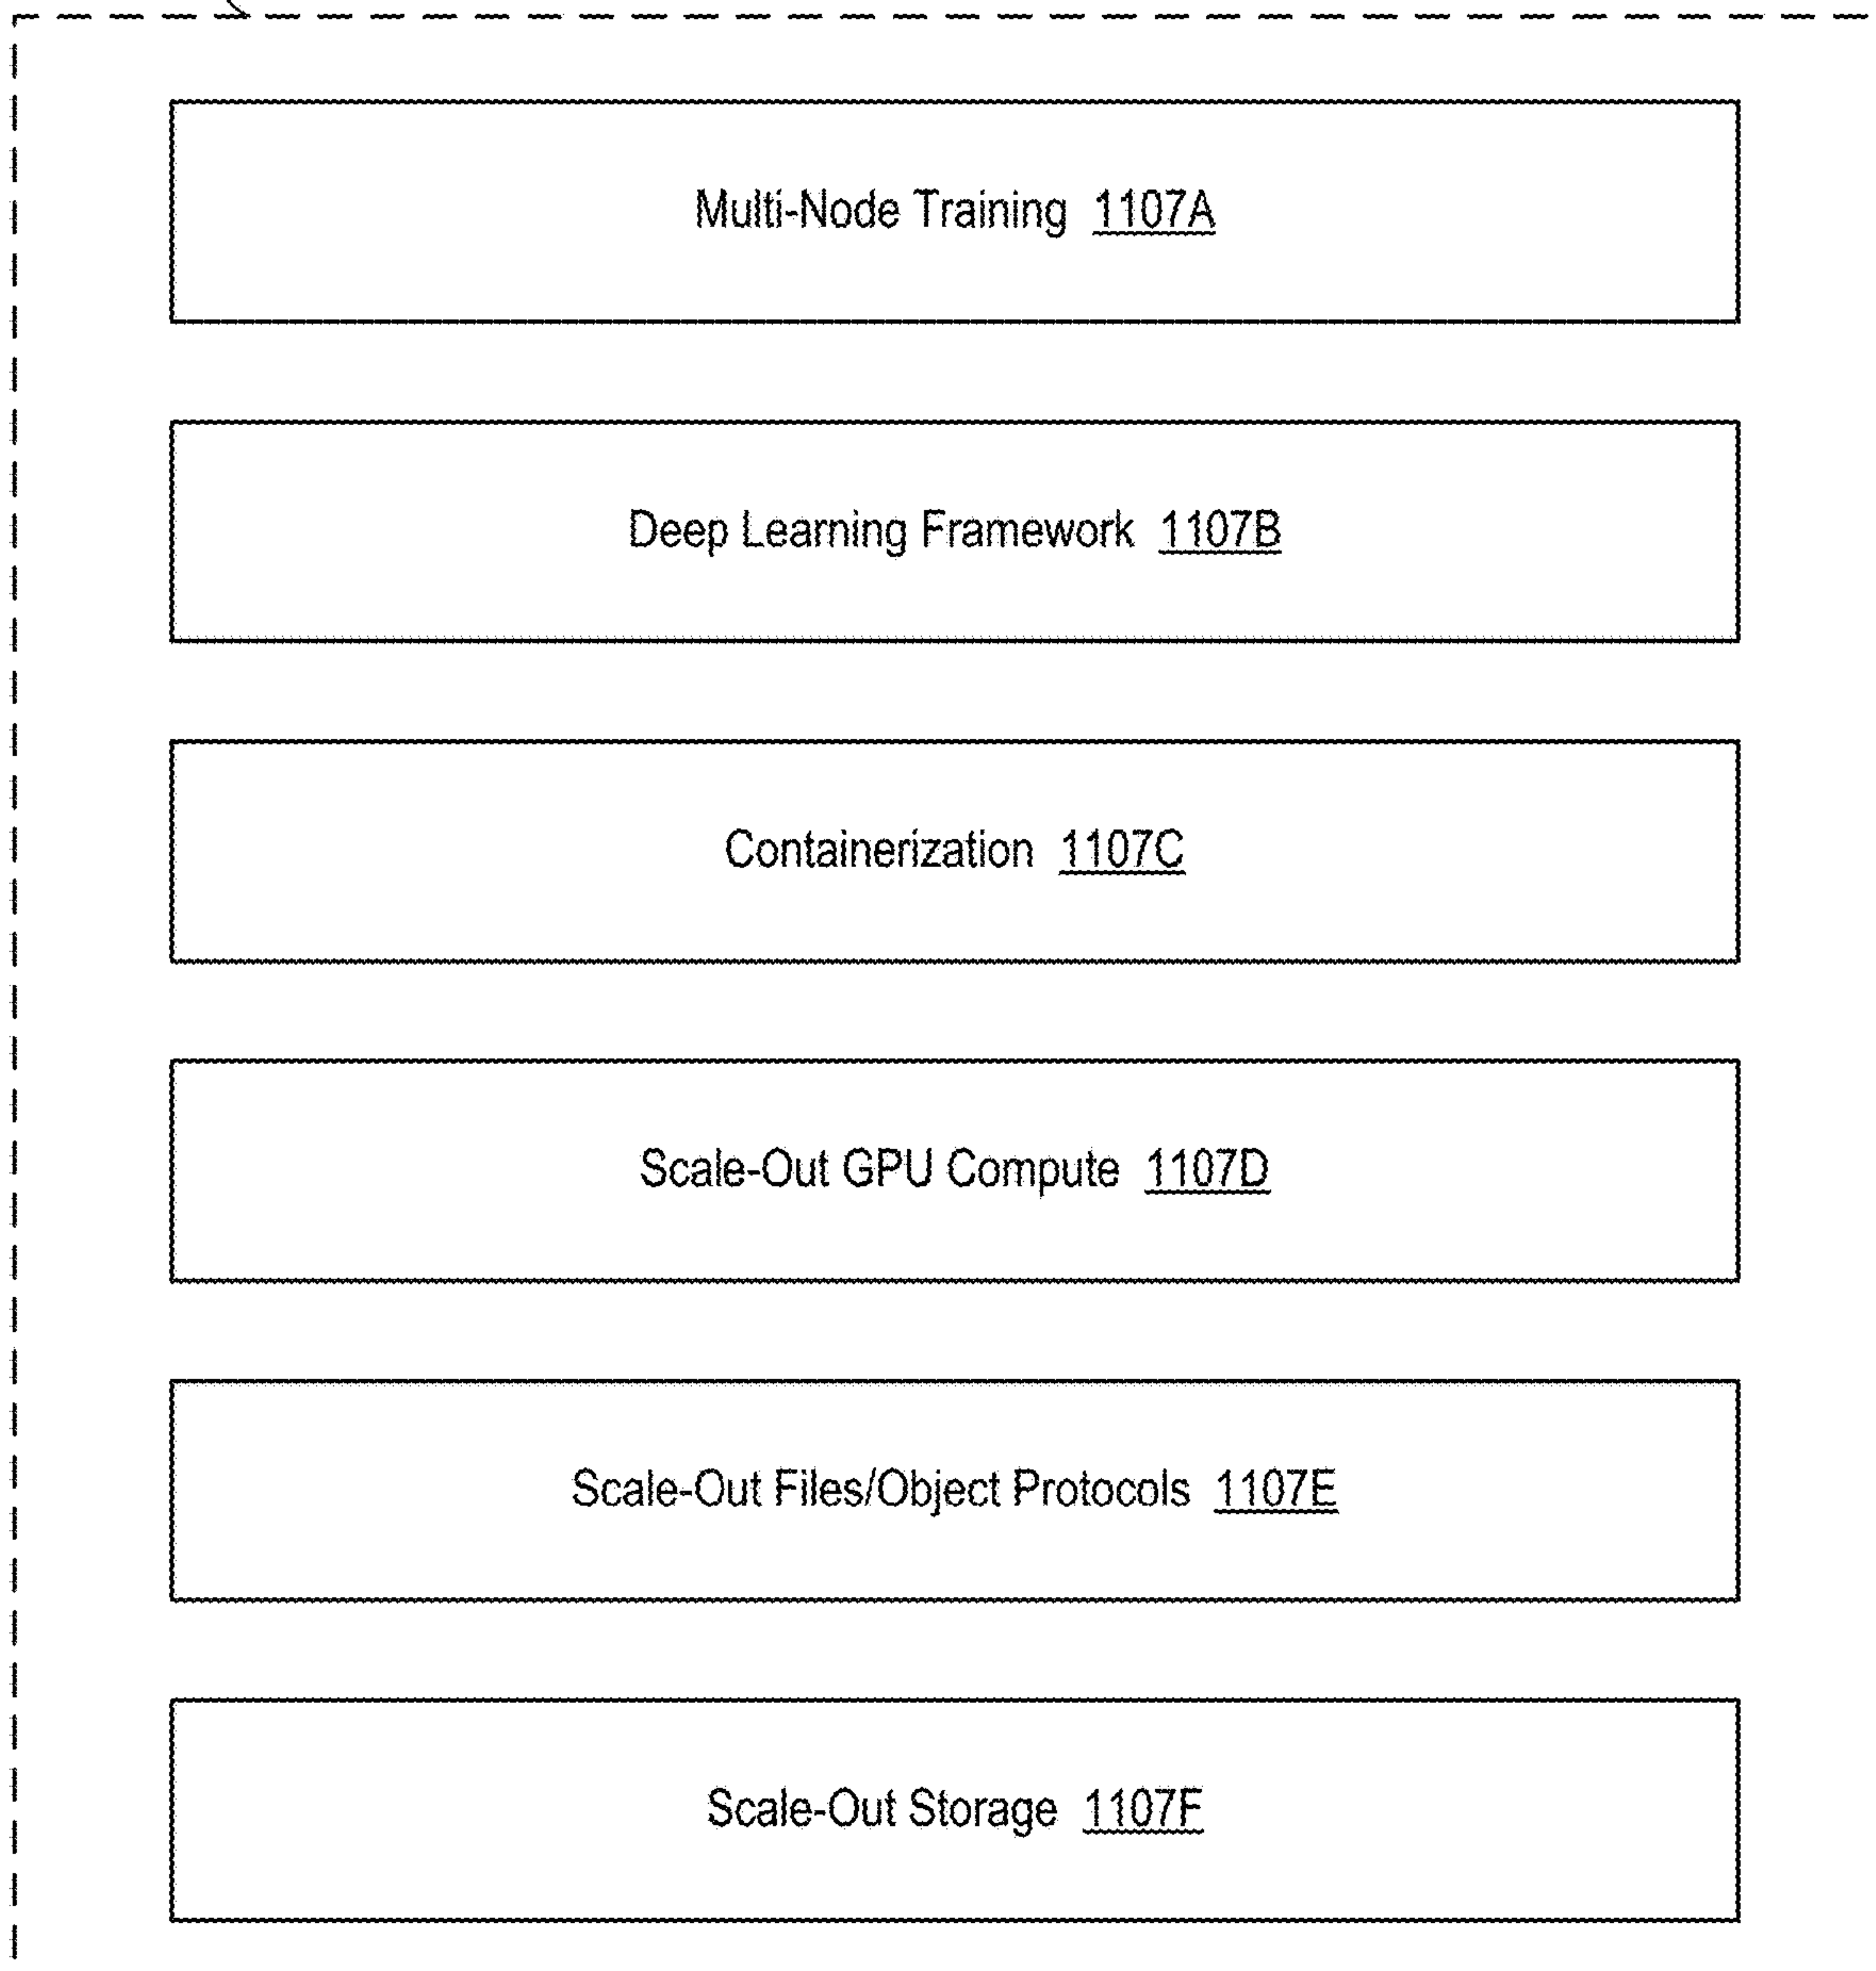 Multi-Node Training 1107A
Deep Learning Framework 1107B
Containerization 1107C
Scale-Out GPU Compute 1107D
Scale-Out Files/Object Protocols 1107E
Scale-Out Storage 1107F